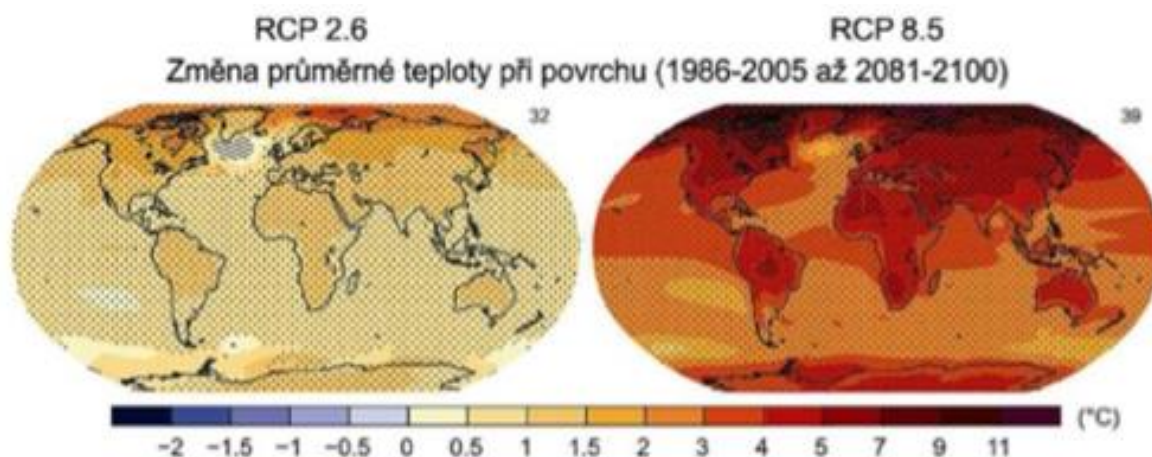 RCP 2.6 RCP 8.5
Změna průměrné teploty při povrchu (1986-2005 až 2081-2100)
32 39
(°C)
−2 −1.5 −1 −0.5 0 0.5 1 1.5 2 3 4 5 7 9 11